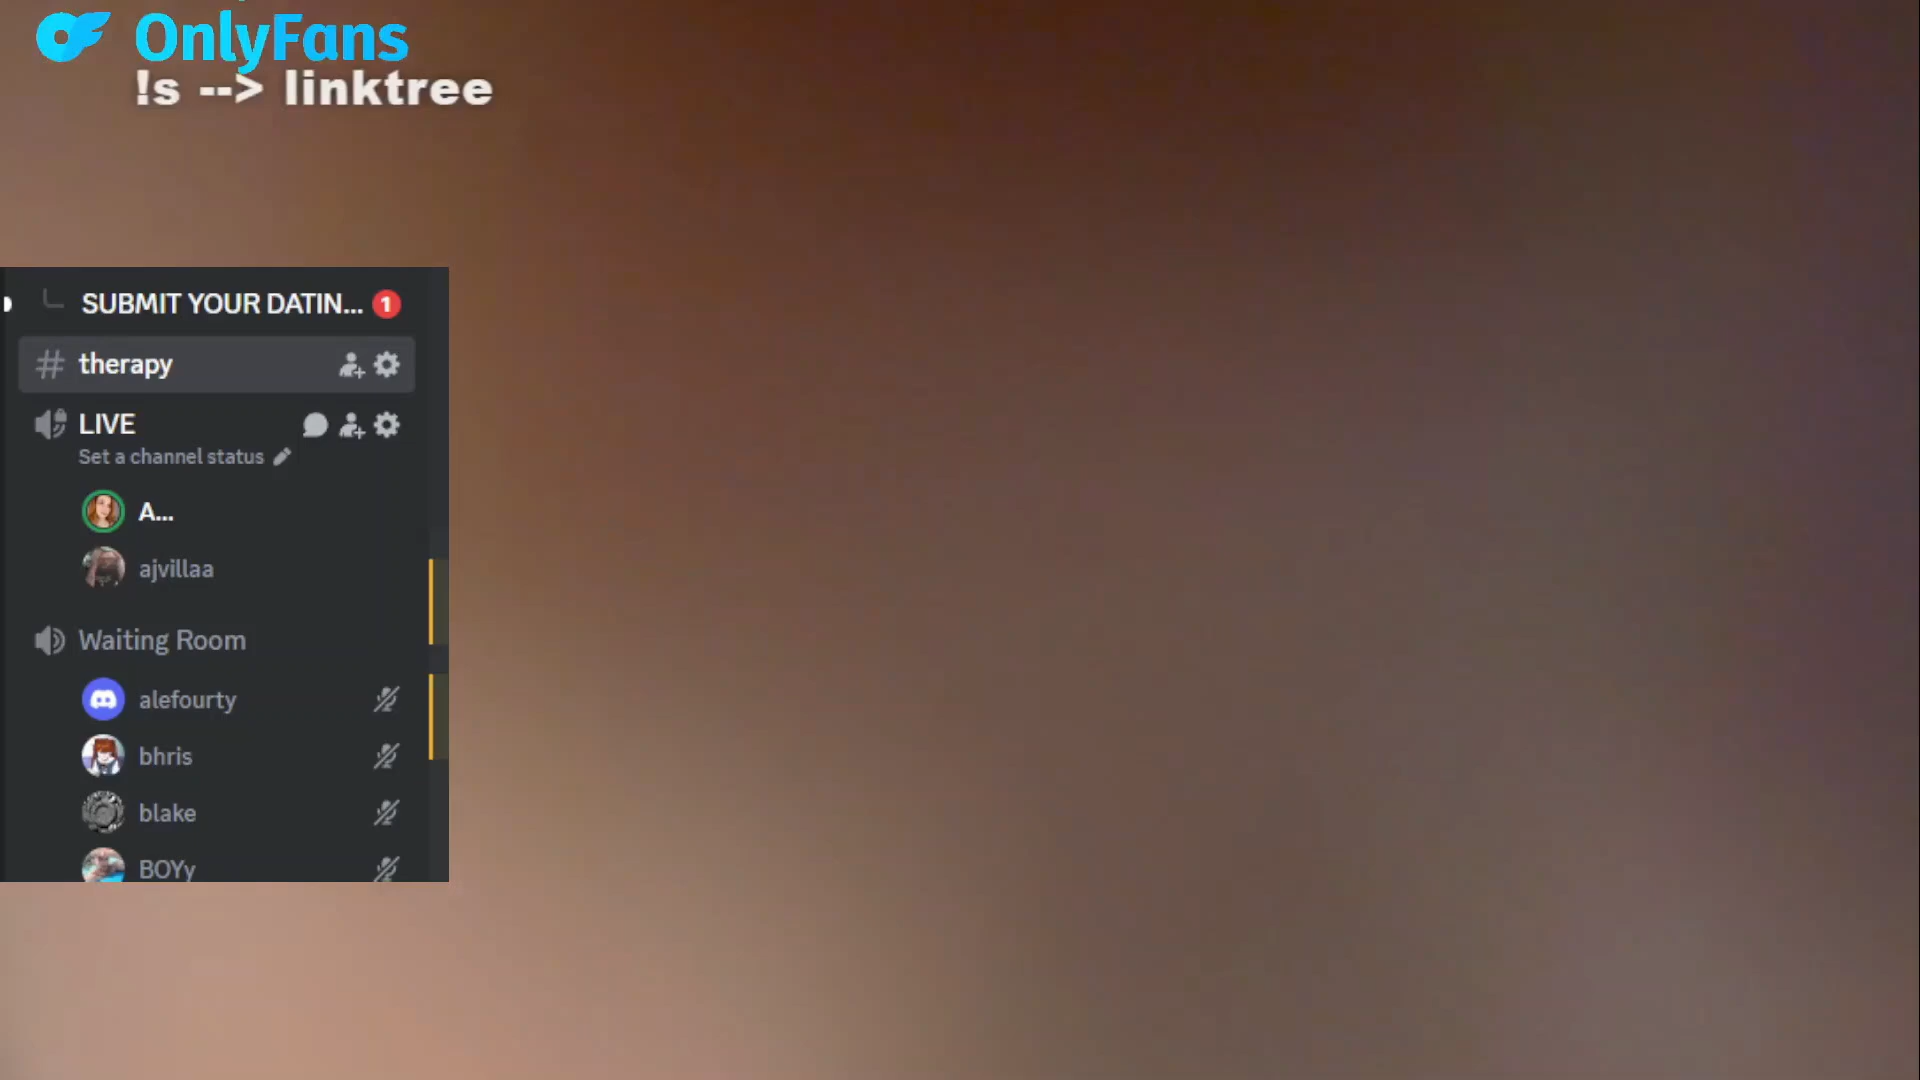 OnlyFans
!s --> linktree
SUBMIT YOUR DATIN... 1
# therapy
LIVE
Set a channel status
A...
ajvillaa
Waiting Room
alefourty
bhris
blake
BOYy